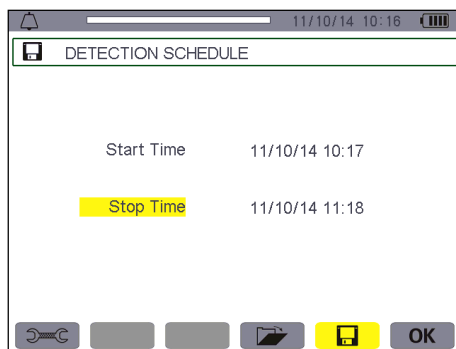 11/10/14 10:16
DETECTION SCHEDULE
Start Time 11/10/14 10:17
Stop Time 11/10/14 11:18
OK